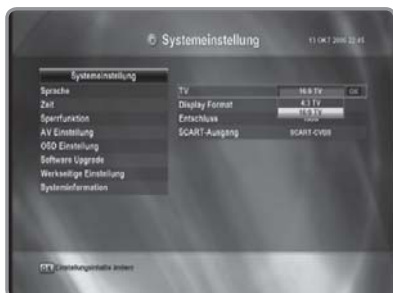 Systemeinstellung
13 OKT 2006 22:45
Systemeinstellung
Sprache
Zeit
Sperrfunktion
AV Einstellung
OSD Einstellung
Software Upgrade
Werkseitige Einstellung
Systeminformation
TV 16:9 TV OK
4:3 TV
Display Format 16:9 TV
Entschluss
SCART-Ausgang SCART-CVBS
OK Einstellungsinhalte ändern